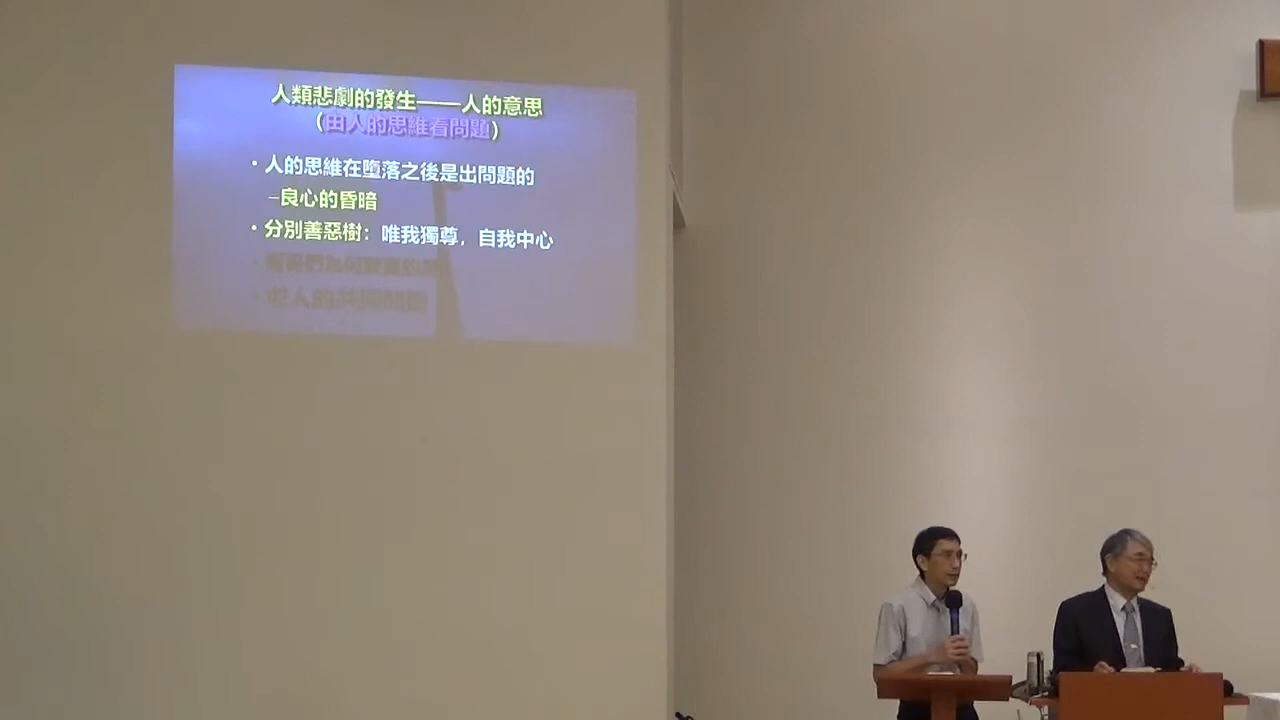 人類悲劇的發生——人的意思
（由人的思維看問題）
• 人的思維在墮落之後是出問題的
–良心的昏暗
• 分別善惡樹：唯我獨尊，自我中心